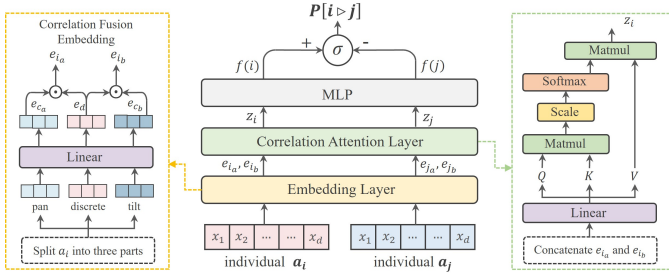 Correlation Fusion
Embedding
e_{i_a} e_{i_b}
e_{c_a} e_d e_{c_b}
Linear
pan discrete tilt
Split a_i into three parts
P[i ▷ j]
+ σ -
f(i) f(j)
MLP
z_i z_j
Correlation Attention Layer
e_{i_a}, e_{i_b} e_{j_a}, e_{j_b}
Embedding Layer
x_1 x_2 ... ... x_d x_1 x_2 ... ... x_d
individual a_i individual a_j
z_i
Matmul
Softmax
Scale
Matmul
Q K V
Linear
Concatenate e_{i_a} and e_{i_b}